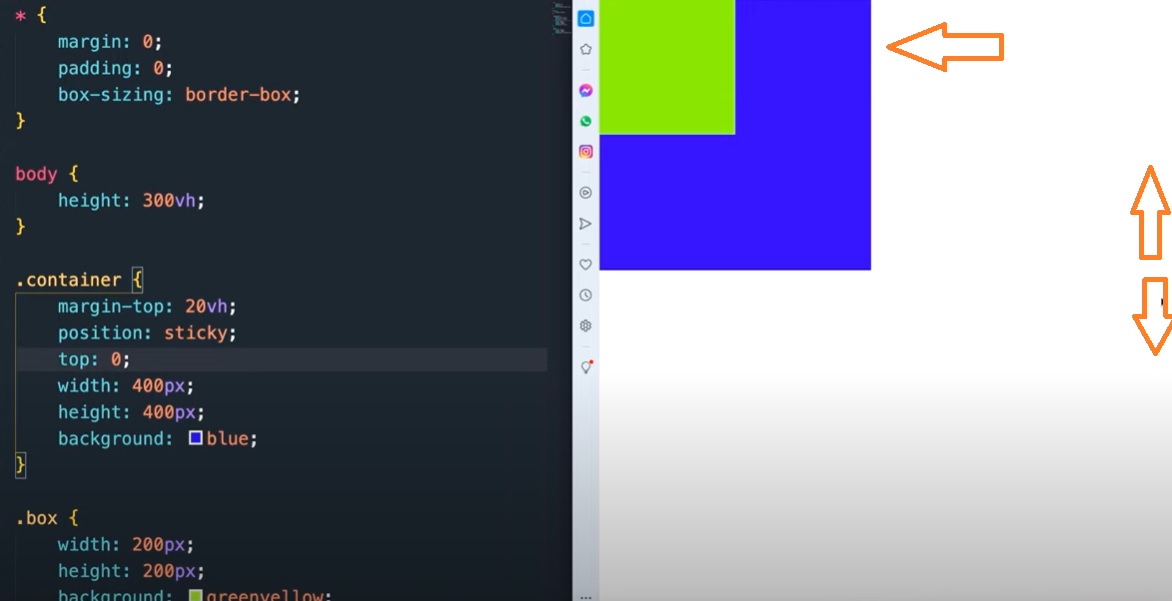 * {
margin: 0;
padding: 0;
box-sizing: border-box;
}
body {
height: 300vh;
}
.container {
margin-top: 20vh;
position: sticky;
top: 0;
width: 400px;
height: 400px;
background: blue;
}
.box {
width: 200px;
height: 200px;
background: greenyellow;